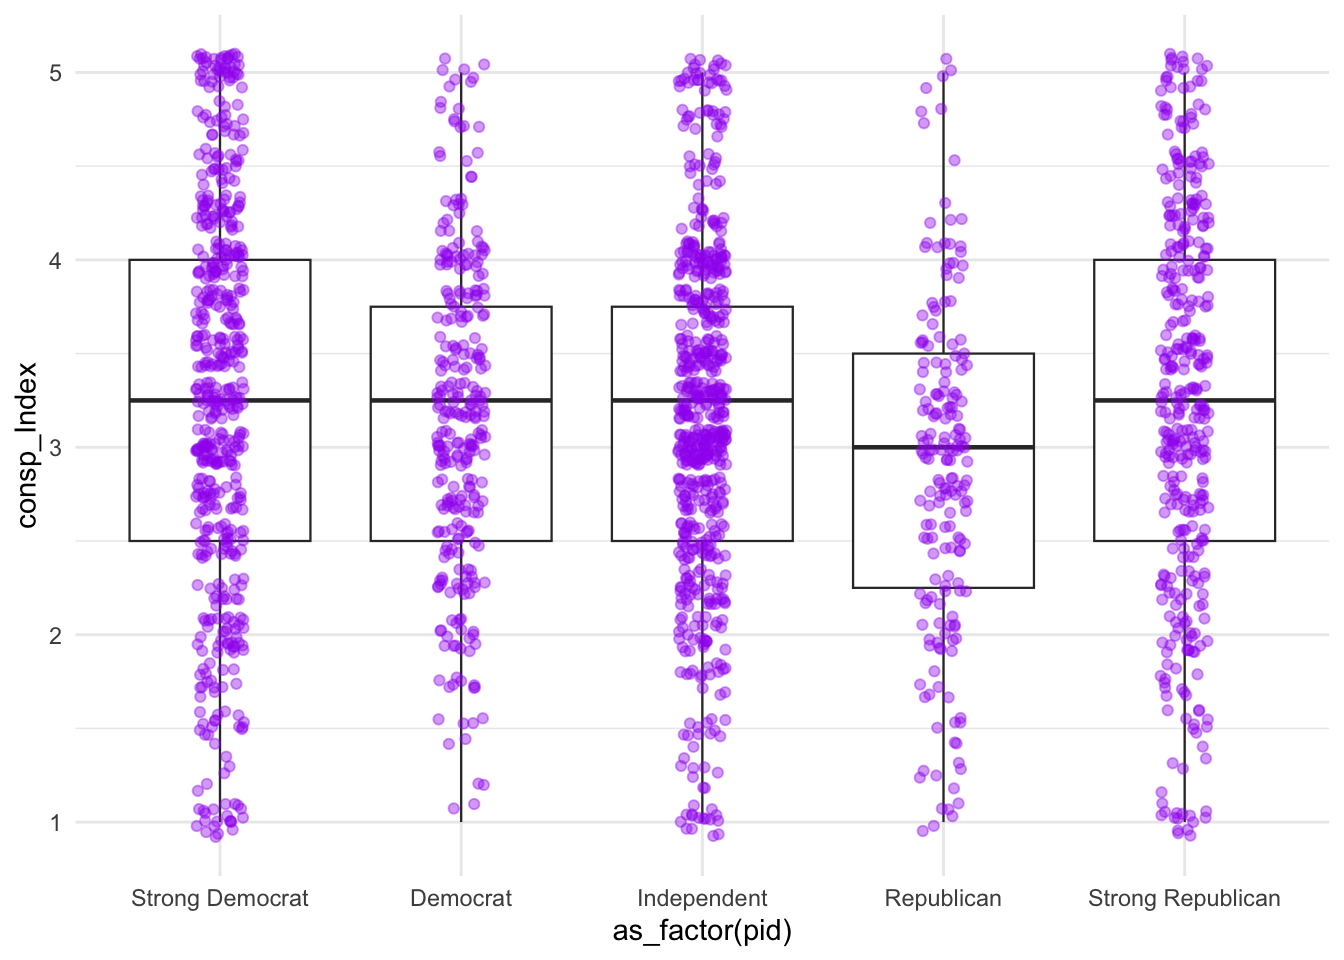 5
4
3
2
1
consp_Index
Strong Democrat Democrat Independent Republican Strong Republican
as_factor(pid)